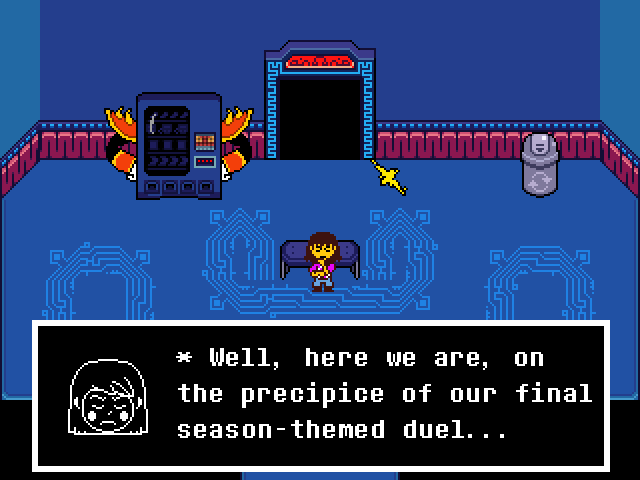 * Well, here we are, on
the precipice of our final
season-themed duel...